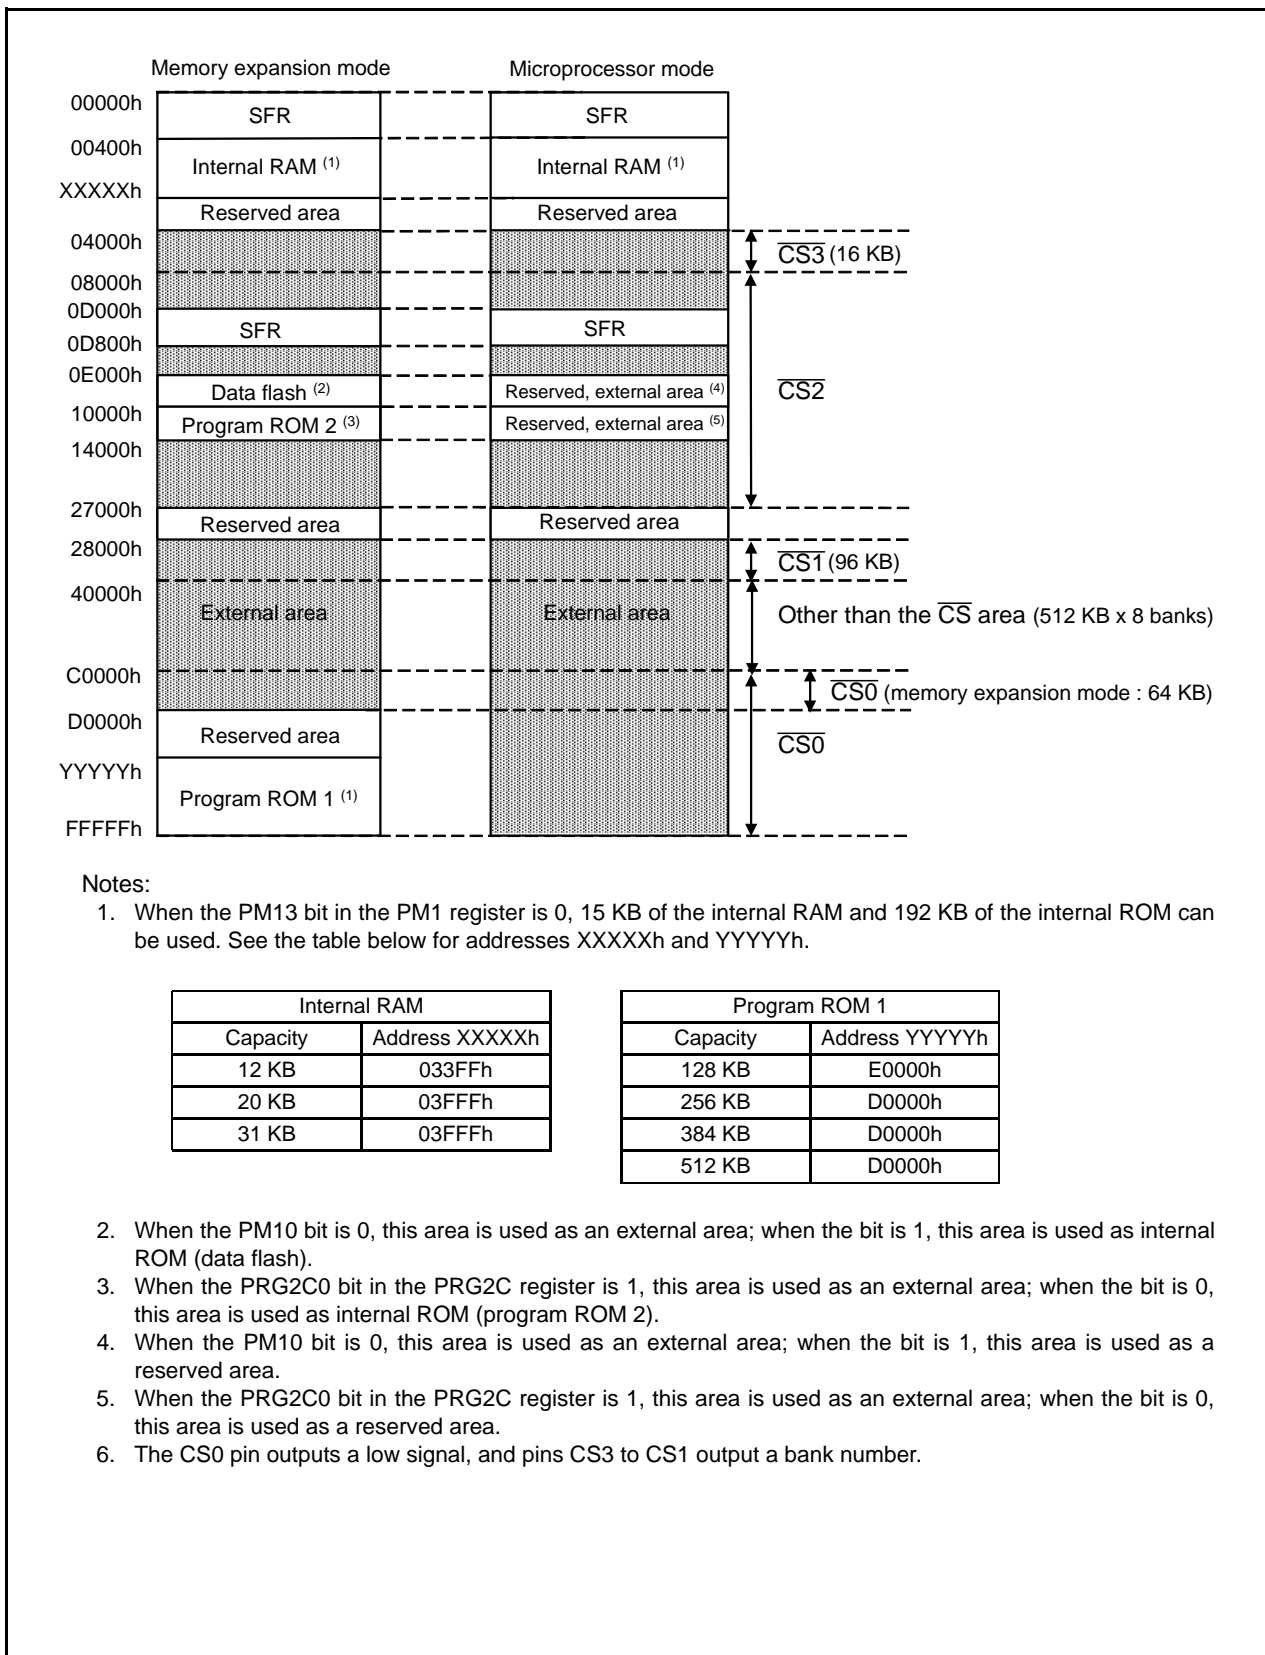 Memory expansion mode
Microprocessor mode
00000h
SFR
SFR
00400h
Internal RAM (1)
Internal RAM (1)
XXXXXh
Reserved area
Reserved area
04000h
CS3 (16 KB)
08000h
0D000h
SFR
SFR
0D800h
0E000h
Data flash (2)
Reserved, external area (4)
CS2
10000h
Program ROM 2 (3)
Reserved, external area (5)
14000h
27000h
Reserved area
Reserved area
28000h
CS1 (96 KB)
40000h
External area
External area
Other than the CS area (512 KB x 8 banks)
C0000h
CS0 (memory expansion mode : 64 KB)
D0000h
Reserved area
CS0
YYYYYh
Program ROM 1 (1)
FFFFFh
Notes:
1. When the PM13 bit in the PM1 register is 0, 15 KB of the internal RAM and 192 KB of the internal ROM can
be used. See the table below for addresses XXXXXh and YYYYYh.
Internal RAM
Capacity Address XXXXXh
12 KB 033FFh
20 KB 03FFFh
31 KB 03FFFh
Program ROM 1
Capacity Address YYYYYh
128 KB E0000h
256 KB D0000h
384 KB D0000h
512 KB D0000h
2. When the PM10 bit is 0, this area is used as an external area; when the bit is 1, this area is used as internal
ROM (data flash).
3. When the PRG2C0 bit in the PRG2C register is 1, this area is used as an external area; when the bit is 0,
this area is used as internal ROM (program ROM 2).
4. When the PM10 bit is 0, this area is used as an external area; when the bit is 1, this area is used as a
reserved area.
5. When the PRG2C0 bit in the PRG2C register is 1, this area is used as an external area; when the bit is 0,
this area is used as a reserved area.
6. The CS0 pin outputs a low signal, and pins CS3 to CS1 output a bank number.